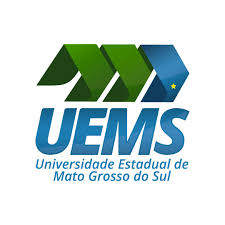 UEMS
Universidade Estadual de
Mato Grosso do Sul